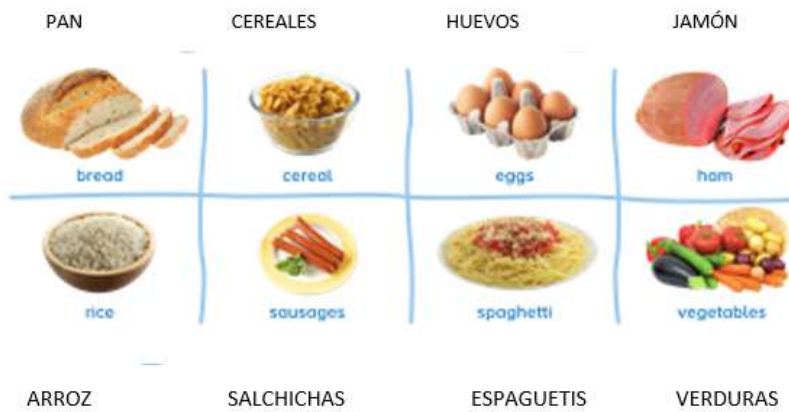 PAN CEREALES HUEVOS JAMÓN
bread cereal eggs ham
rice sausages spaghetti vegetables
ARROZ SALCHICHAS ESPAGUETIS VERDURAS